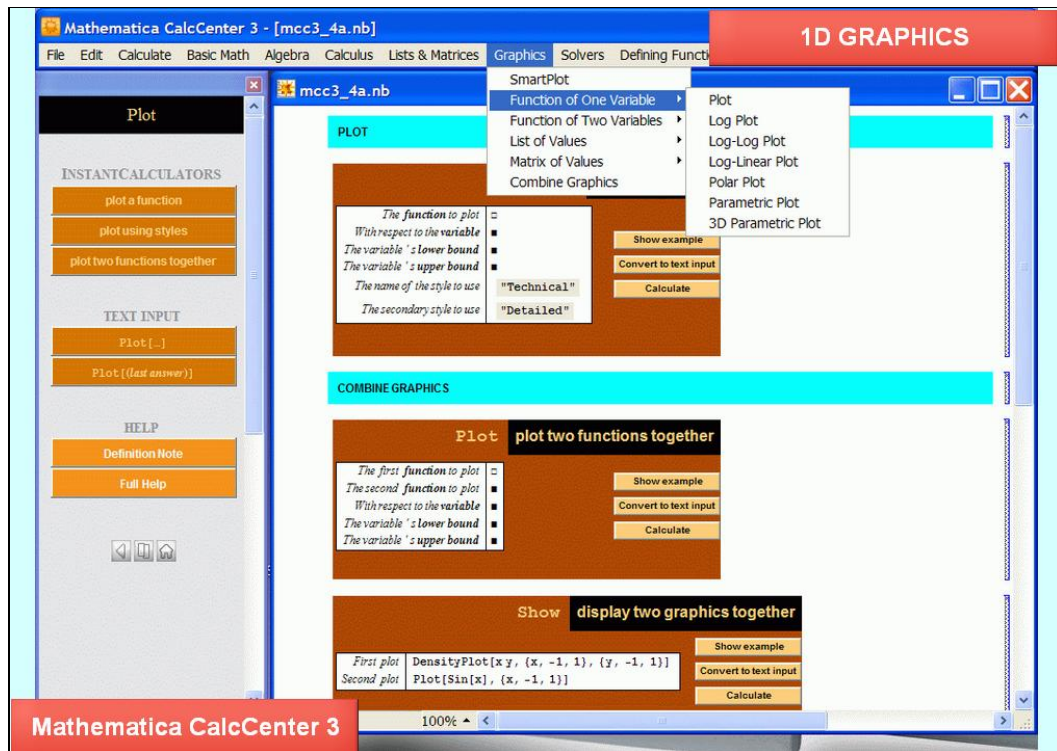 Mathematica CalcCenter 3 - [mcc3_4a.nb]
1D GRAPHICS
File Edit Calculate Basic Math Algebra Calculus Lists & Matrices Graphics Solvers Defining Functi
SmartPlot
Function of One Variable
Function of Two Variables
List of Values
Matrix of Values
Combine Graphics
Plot
Log Plot
Log-Log Plot
Log-Linear Plot
Polar Plot
Parametric Plot
3D Parametric Plot
Plot
INSTANTCALCULATORS
plot a function
plot using styles
plot two functions together
TEXT INPUT
Plot[…]
Plot[(last answer)]
HELP
Definition Note
Full Help
mcc3_4a.nb
PLOT
The function to plot
With respect to the variable
The variable 's lower bound
The variable 's upper bound
The name of the style to use "Technical"
The secondary style to use "Detailed"
Show example
Convert to text input
Calculate
COMBINE GRAPHICS
Plot plot two functions together
The first function to plot
The second function to plot
With respect to the variable
The variable 's lower bound
The variable 's upper bound
Show example
Convert to text input
Calculate
Show display two graphics together
First plot DensityPlot[x y, {x, -1, 1}, {y, -1, 1}]
Second plot Plot[Sin[x], {x, -1, 1}]
Show example
Convert to text input
Calculate
100%
Mathematica CalcCenter 3